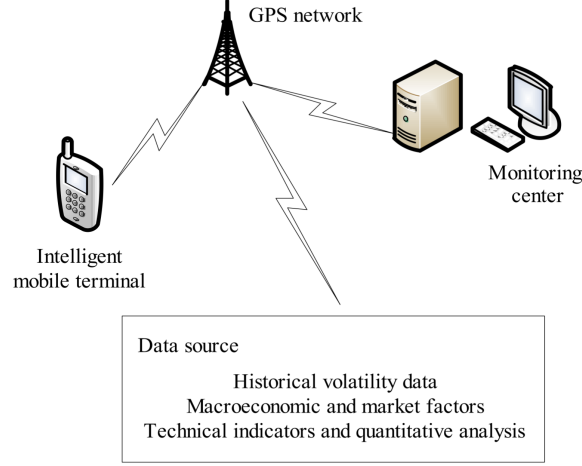 GPS network
Monitoring
center
Intelligent
mobile terminal
Data source
Historical volatility data
Macroeconomic and market factors
Technical indicators and quantitative analysis